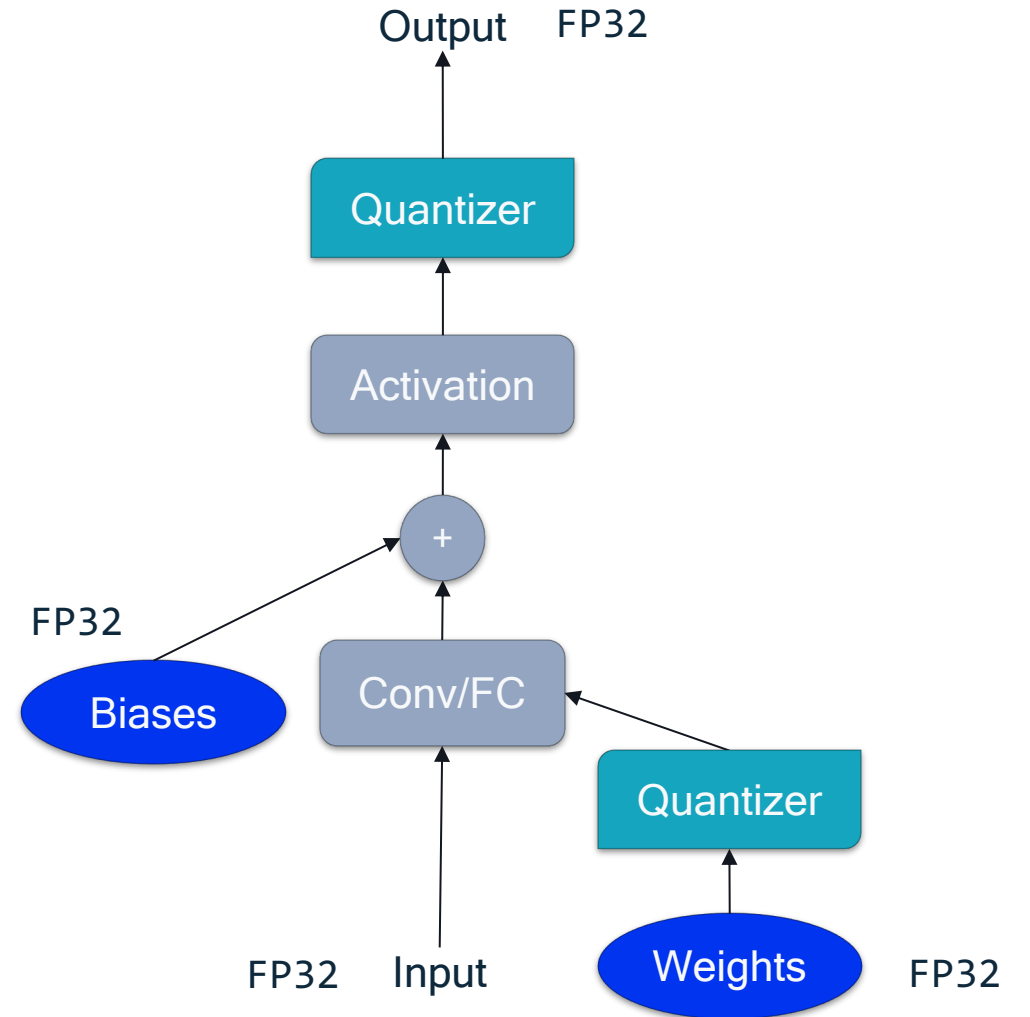 Output FP32
Quantizer
Activation
+
FP32
Biases
Conv/FC
Quantizer
FP32 Input
Weights
FP32